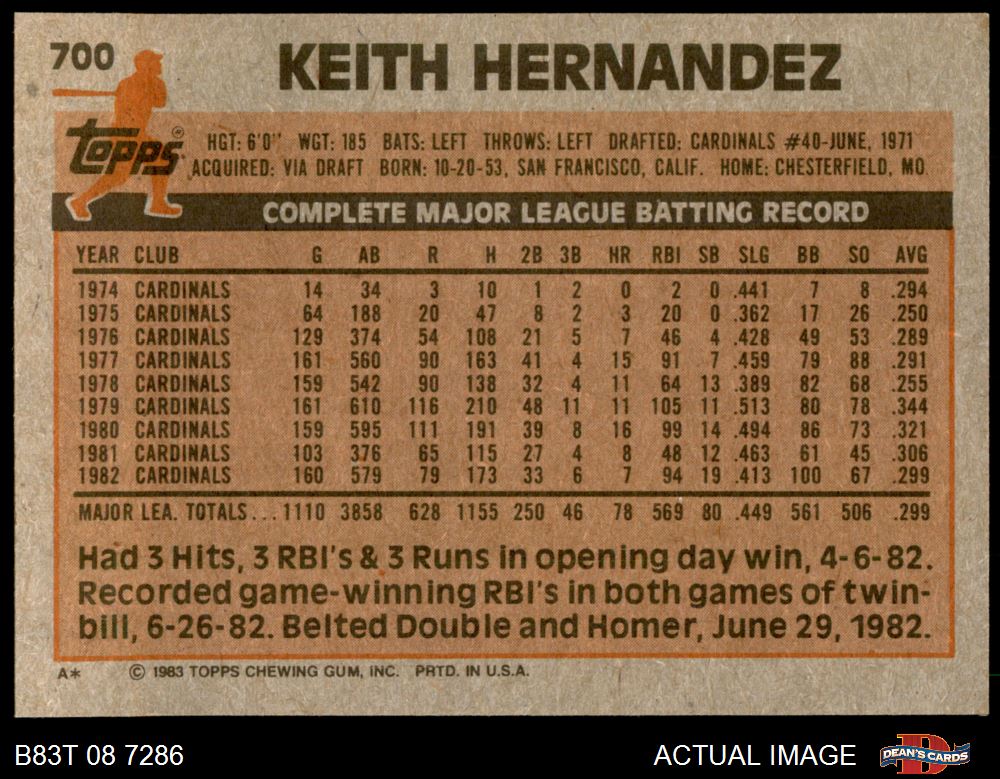 700
KEITH HERNANDEZ
topps®
HGT: 6'0" WGT: 185 BATS: LEFT THROWS: LEFT DRAFTED: CARDINALS #40-JUNE, 1971
ACQUIRED: VIA DRAFT BORN: 10-20-53, SAN FRANCISCO, CALIF. HOME: CHESTERFIELD, MO.
COMPLETE MAJOR LEAGUE BATTING RECORD
YEAR CLUB G AB R H 2B 3B HR RBI SB SLG BB SO AVG
1974 CARDINALS 14 34 3 10 1 2 0 2 0 .441 7 8 .294
1975 CARDINALS 64 188 20 47 8 2 3 20 0 .362 17 26 .250
1976 CARDINALS 129 374 54 108 21 5 7 46 4 .428 49 53 .289
1977 CARDINALS 161 560 90 163 41 4 15 91 7 .459 79 88 .291
1978 CARDINALS 159 542 90 138 32 4 11 64 13 .389 82 68 .255
1979 CARDINALS 161 610 116 210 48 11 11 105 11 .513 80 78 .344
1980 CARDINALS 159 595 111 191 39 8 16 99 14 .494 86 73 .321
1981 CARDINALS 103 376 65 115 27 4 8 48 12 .463 61 45 .306
1982 CARDINALS 160 579 79 173 33 6 7 94 19 .413 100 67 .299
MAJOR LEA. TOTALS... 1110 3858 628 1155 250 46 78 569 80 .449 561 506 .299
Had 3 Hits, 3 RBI's & 3 Runs in opening day win, 4-6-82.
Recorded game-winning RBI's in both games of twin-
bill, 6-26-82. Belted Double and Homer, June 29, 1982.
A* © 1983 TOPPS CHEWING GUM, INC. PRTD. IN U.S.A.
B83T 08 7286 ACTUAL IMAGE DEAN'S CARDS